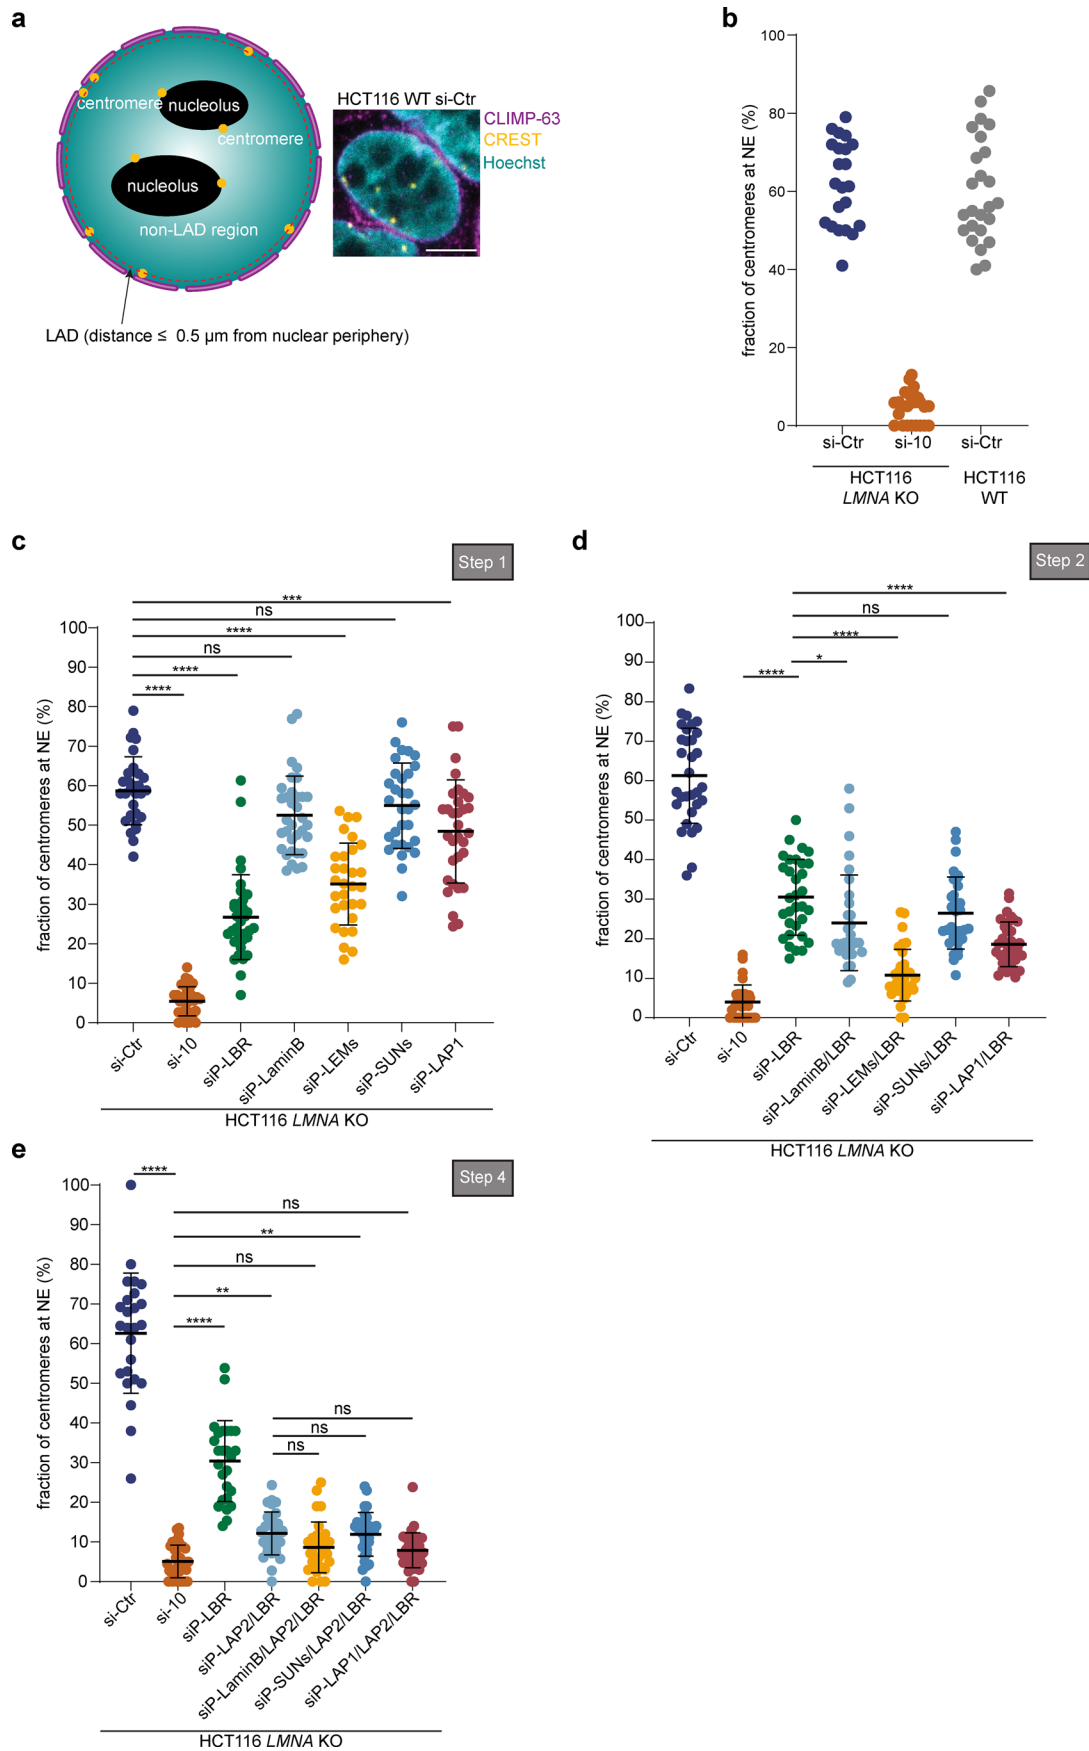 a
centromere
nucleolus
centromere
nucleolus
non-LAD region
LAD (distance ≤ 0.5 µm from nuclear periphery)
HCT116 WT si-Ctr
CLIMP-63
CREST
Hoechst
b
fraction of centromeres at NE (%)
100
80
60
40
20
0
si-Ctr
si-10
si-Ctr
HCT116
LMNA KO
HCT116
WT
c
Step 1
***
ns
****
ns
****
****
fraction of centromeres at NE (%)
100
90
80
70
60
50
40
30
20
10
0
si-Ctr
si-10
siP-LBR
siP-LaminB
siP-LEMs
siP-SUNs
siP-LAP1
HCT116 LMNA KO
d
Step 2
****
ns
****
*
****
fraction of centromeres at NE (%)
100
90
80
70
60
50
40
30
20
10
0
si-Ctr
si-10
siP-LBR
siP-LaminB/LBR
siP-LEMs/LBR
siP-SUNs/LBR
siP-LAP1/LBR
HCT116 LMNA KO
e
Step 4
****
ns
**
ns
**
****
ns
ns
ns
fraction of centromeres at NE (%)
100
90
80
70
60
50
40
30
20
10
0
si-Ctr
si-10
siP-LBR
siP-LAP2/LBR
siP-LaminB/LAP2/LBR
siP-SUNs/LAP2/LBR
siP-LAP1/LAP2/LBR
HCT116 LMNA KO